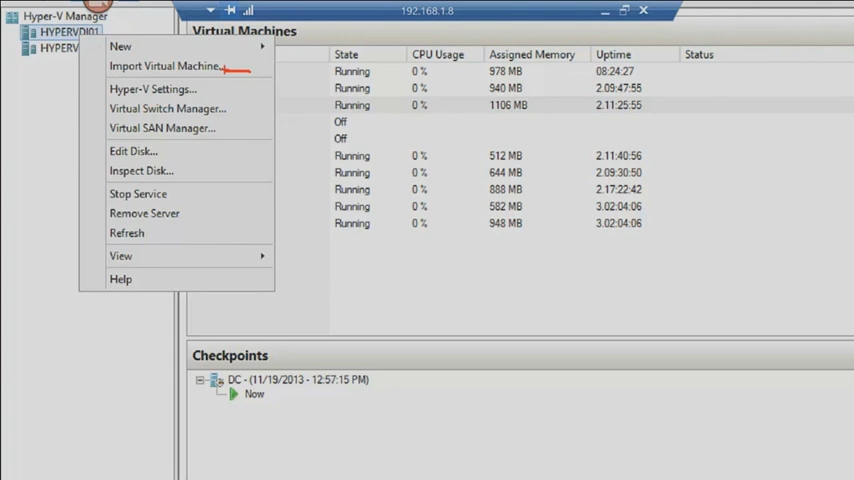 192.168.1.8
Hyper-V Manager
HYPERVDI01
HYPERV
New
Import Virtual Machine...
Hyper-V Settings...
Virtual Switch Manager...
Virtual SAN Manager...
Edit Disk...
Inspect Disk...
Stop Service
Remove Server
Refresh
View
Help
Virtual Machines
State CPU Usage Assigned Memory Uptime Status
Running 0 % 978 MB 08:24:27
Running 0 % 940 MB 2.09:47:55
Running 0 % 1106 MB 2.11:25:55
Off
Off
Running 0 % 512 MB 2.11:40:56
Running 0 % 644 MB 2.09:30:50
Running 0 % 888 MB 2.17:22:42
Running 0 % 582 MB 3.02:04:06
Running 0 % 948 MB 3.02:04:06
Checkpoints
DC - (11/19/2013 - 12:57:15 PM)
Now